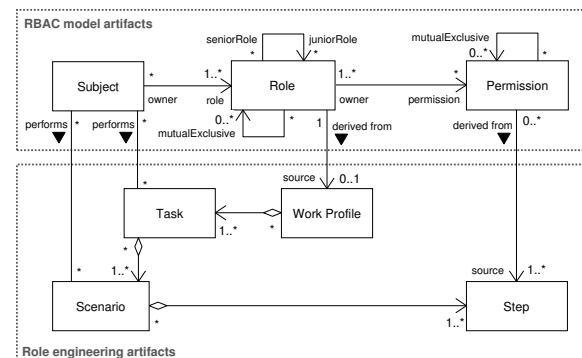 RBAC model artifacts
seniorRole juniorRole mutualExclusive
* * 0..* *
Subject * 1..* Role 1..* * Permission
owner role owner permission
performs * performs * 0..* * 1 derived from derived from 0..*
mutualExclusive
source 0..1
* Task 1..* * Work Profile
* 1..*
* source 1..*
Scenario * 1..* Step
Role engineering artifacts